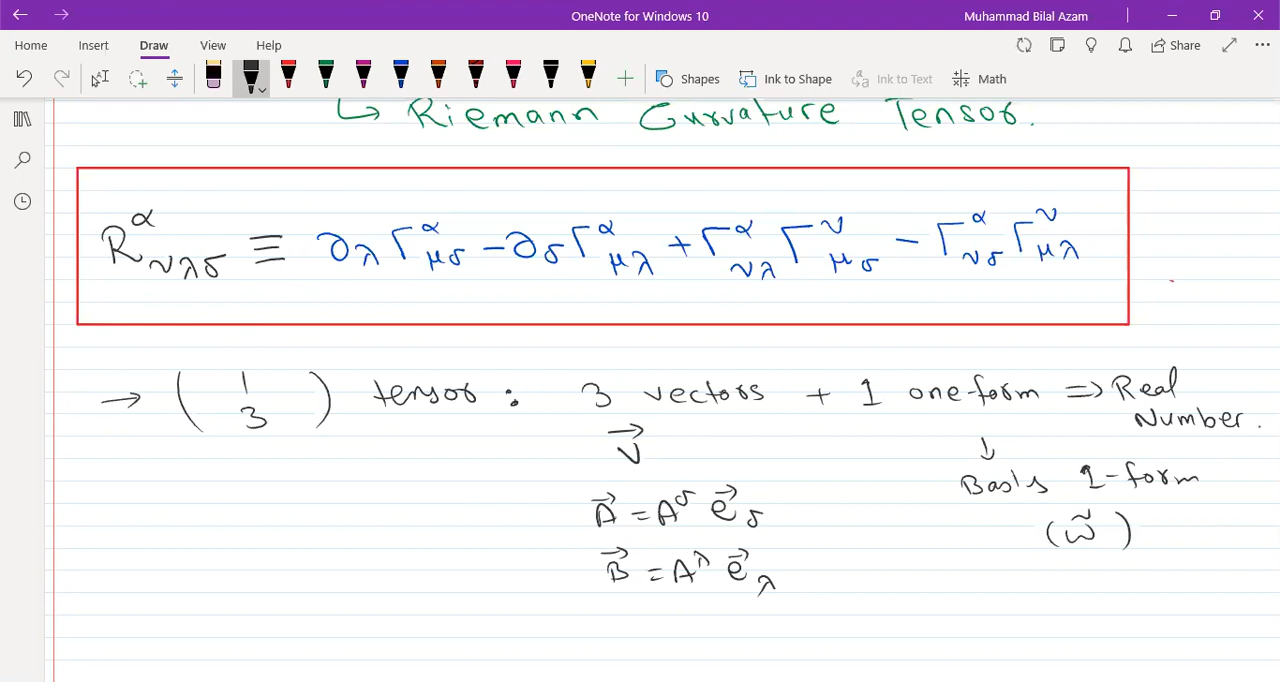 OneNote for Windows 10
Muhammad Bilal Azam
Home Insert Draw View Help Share
Shapes Ink to Shape Ink to Text Math
↳ Riemann Curvature Tensor.
R^α_{νλσ} ≡ ∂_λ Γ^α_{μσ} - ∂_σ Γ^α_{μλ} + Γ^α_{νλ} Γ^ν_{μσ} - Γ^α_{νσ} Γ^ν_{μλ}
→ (1 3) tensor : 3 vectors + 1 one-form ⇒ Real Number.
V⃗
↓
Basis 1-form
A⃗ = A^σ e⃗_σ
(ω̃)
B⃗ = A^λ e⃗_λ